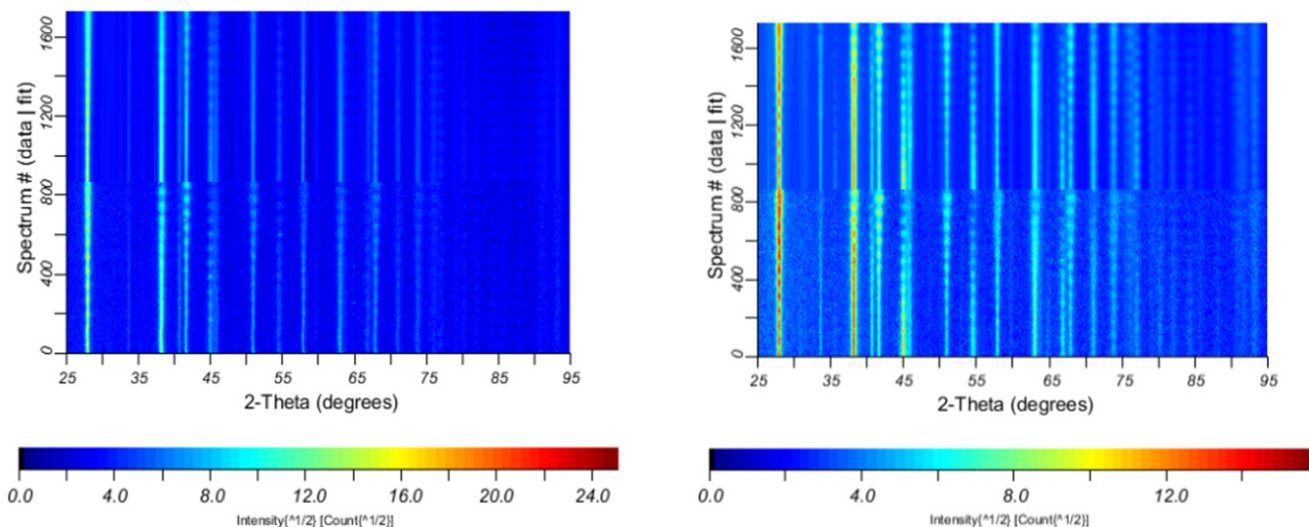 1600
1200
800
400
0
Spectrum # (data | fit)
25 35 45 55 65 75 85 95
2-Theta (degrees)
0.0 4.0 8.0 12.0 16.0 20.0 24.0
Intensity{^1/2} [Count{^1/2}]
1600
1200
800
400
0
Spectrum # (data | fit)
25 35 45 55 65 75 85 95
2-Theta (degrees)
0.0 4.0 8.0 12.0
Intensity{^1/2} [Count{^1/2}]